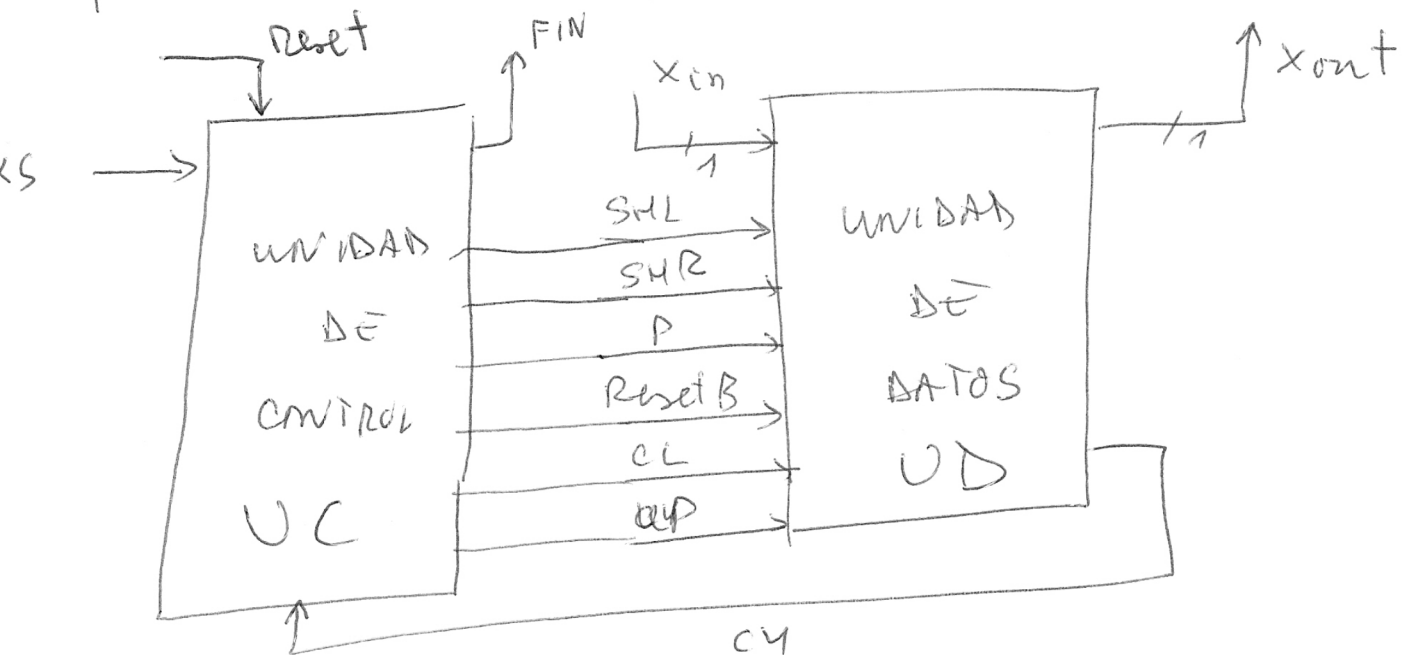 Reset
FIN
Xin
1
Xout
1
UNIDAD
DE
CONTROL
UC
SHL
SHR
P
ResetB
CL
UP
UNIDAD
DE
DATOS
UD
CY